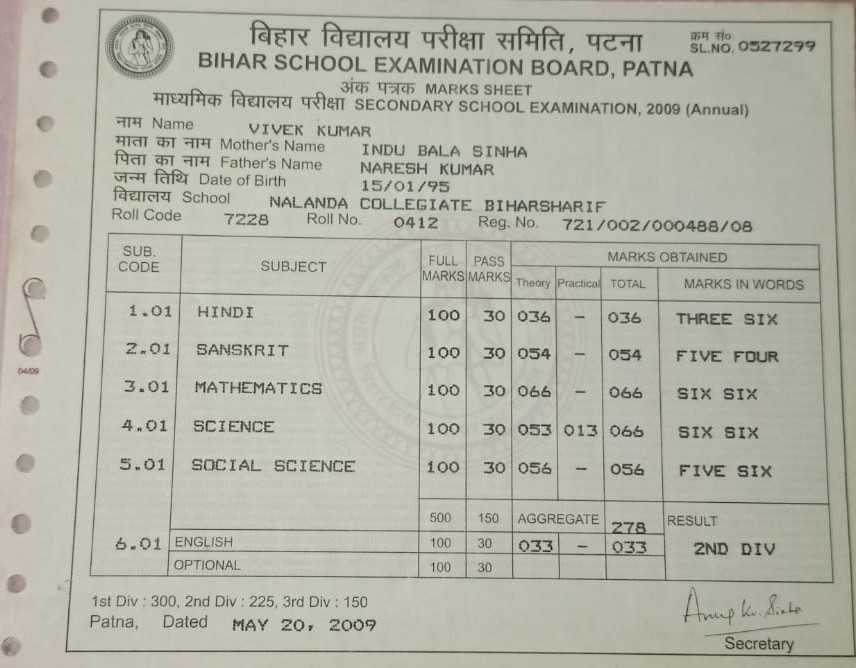 बिहार विद्यालय परीक्षा समिति, पटना
क्रम सं०
SL.NO. 0527299
BIHAR SCHOOL EXAMINATION BOARD, PATNA
अंक पत्रक MARKS SHEET
माध्यमिक विद्यालय परीक्षा SECONDARY SCHOOL EXAMINATION, 2009 (Annual)
नाम Name VIVEK KUMAR
माता का नाम Mother's Name INDU BALA SINHA
पिता का नाम Father's Name NARESH KUMAR
जन्म तिथि Date of Birth 15/01/95
विद्यालय School NALANDA COLLEGIATE BIHARSHARIF
Roll Code 7228 Roll No. 0412 Reg. No. 721/002/000488/08
SUB. CODE SUBJECT FULL MARKS PASS MARKS MARKS OBTAINED
Theory Practical TOTAL MARKS IN WORDS
1.01 HINDI 100 30 036 - 036 THREE SIX
2.01 SANSKRIT 100 30 054 - 054 FIVE FOUR
3.01 MATHEMATICS 100 30 066 - 066 SIX SIX
4.01 SCIENCE 100 30 053 013 066 SIX SIX
5.01 SOCIAL SCIENCE 100 30 056 - 056 FIVE SIX
500 150 AGGREGATE 278 RESULT
6.01 ENGLISH 100 30 033 - 033 2ND DIV
OPTIONAL 100 30
1st Div : 300, 2nd Div : 225, 3rd Div : 150
Patna, Dated MAY 20, 2009
Secretary
04/09